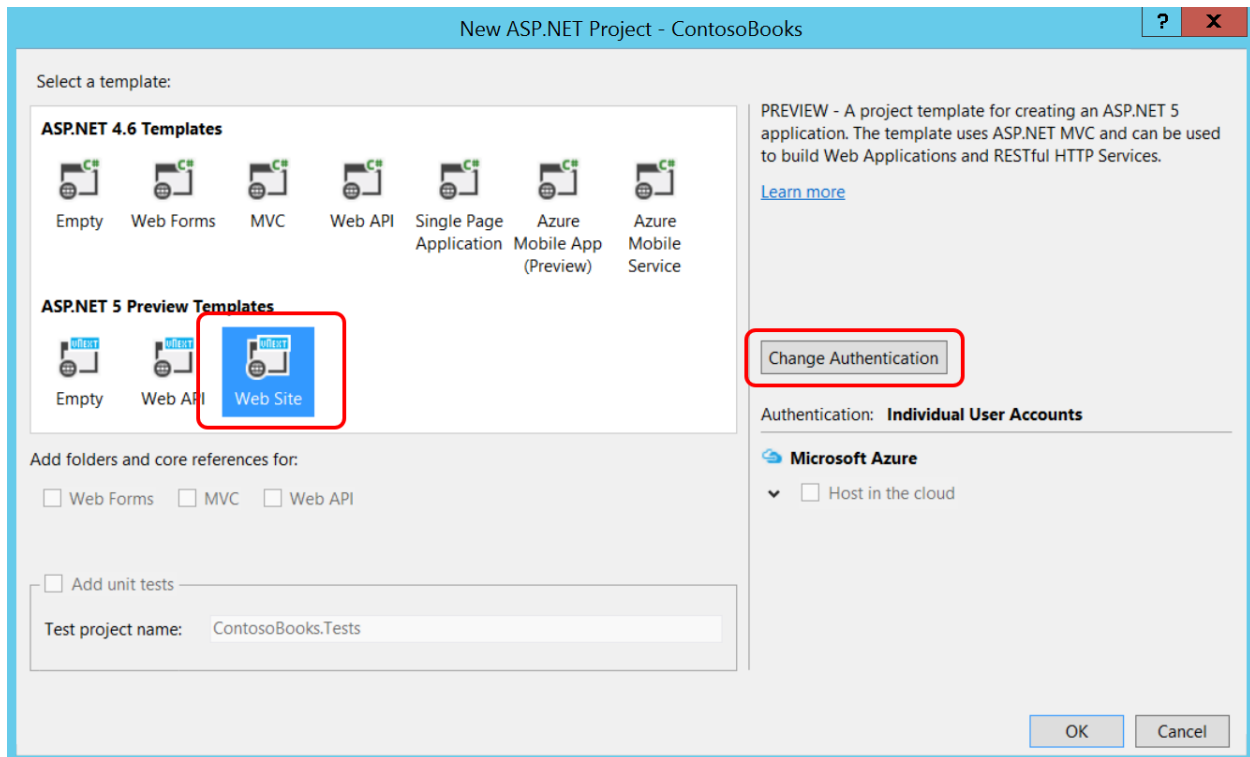 New ASP.NET Project - ContosoBooks
?
X
Select a template:
ASP.NET 4.6 Templates
C#
C#
C#
C#
C#
C#
C#
Empty
Web Forms
MVC
Web API
Single Page
Application
Azure
Mobile App
(Preview)
Azure
Mobile
Service
ASP.NET 5 Preview Templates
vNEXT
vNEXT
vNEXT
Empty
Web API
Web Site
Add folders and core references for:
Web Forms
MVC
Web API
Add unit tests
Test project name:
ContosoBooks.Tests
PREVIEW - A project template for creating an ASP.NET 5
application. The template uses ASP.NET MVC and can be used
to build Web Applications and RESTful HTTP Services.
Learn more
Change Authentication
Authentication: Individual User Accounts
Microsoft Azure
Host in the cloud
OK
Cancel